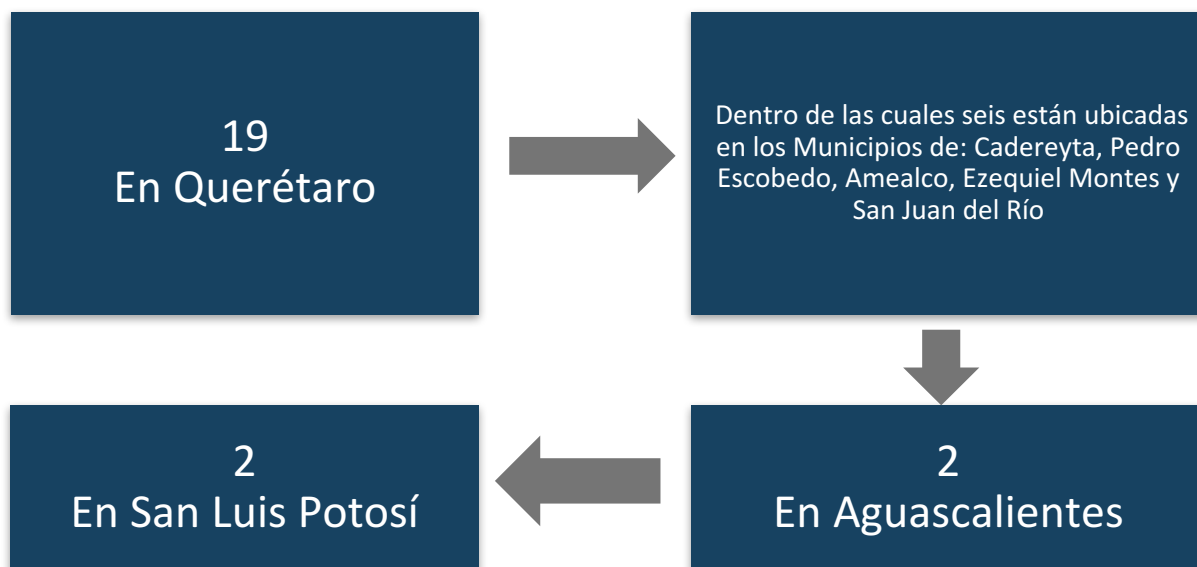 19
En Querétaro
Dentro de las cuales seis están ubicadas
en los Municipios de: Cadereyta, Pedro
Escobedo, Amealco, Ezequiel Montes y
San Juan del Río
2
En Aguascalientes
2
En San Luis Potosí